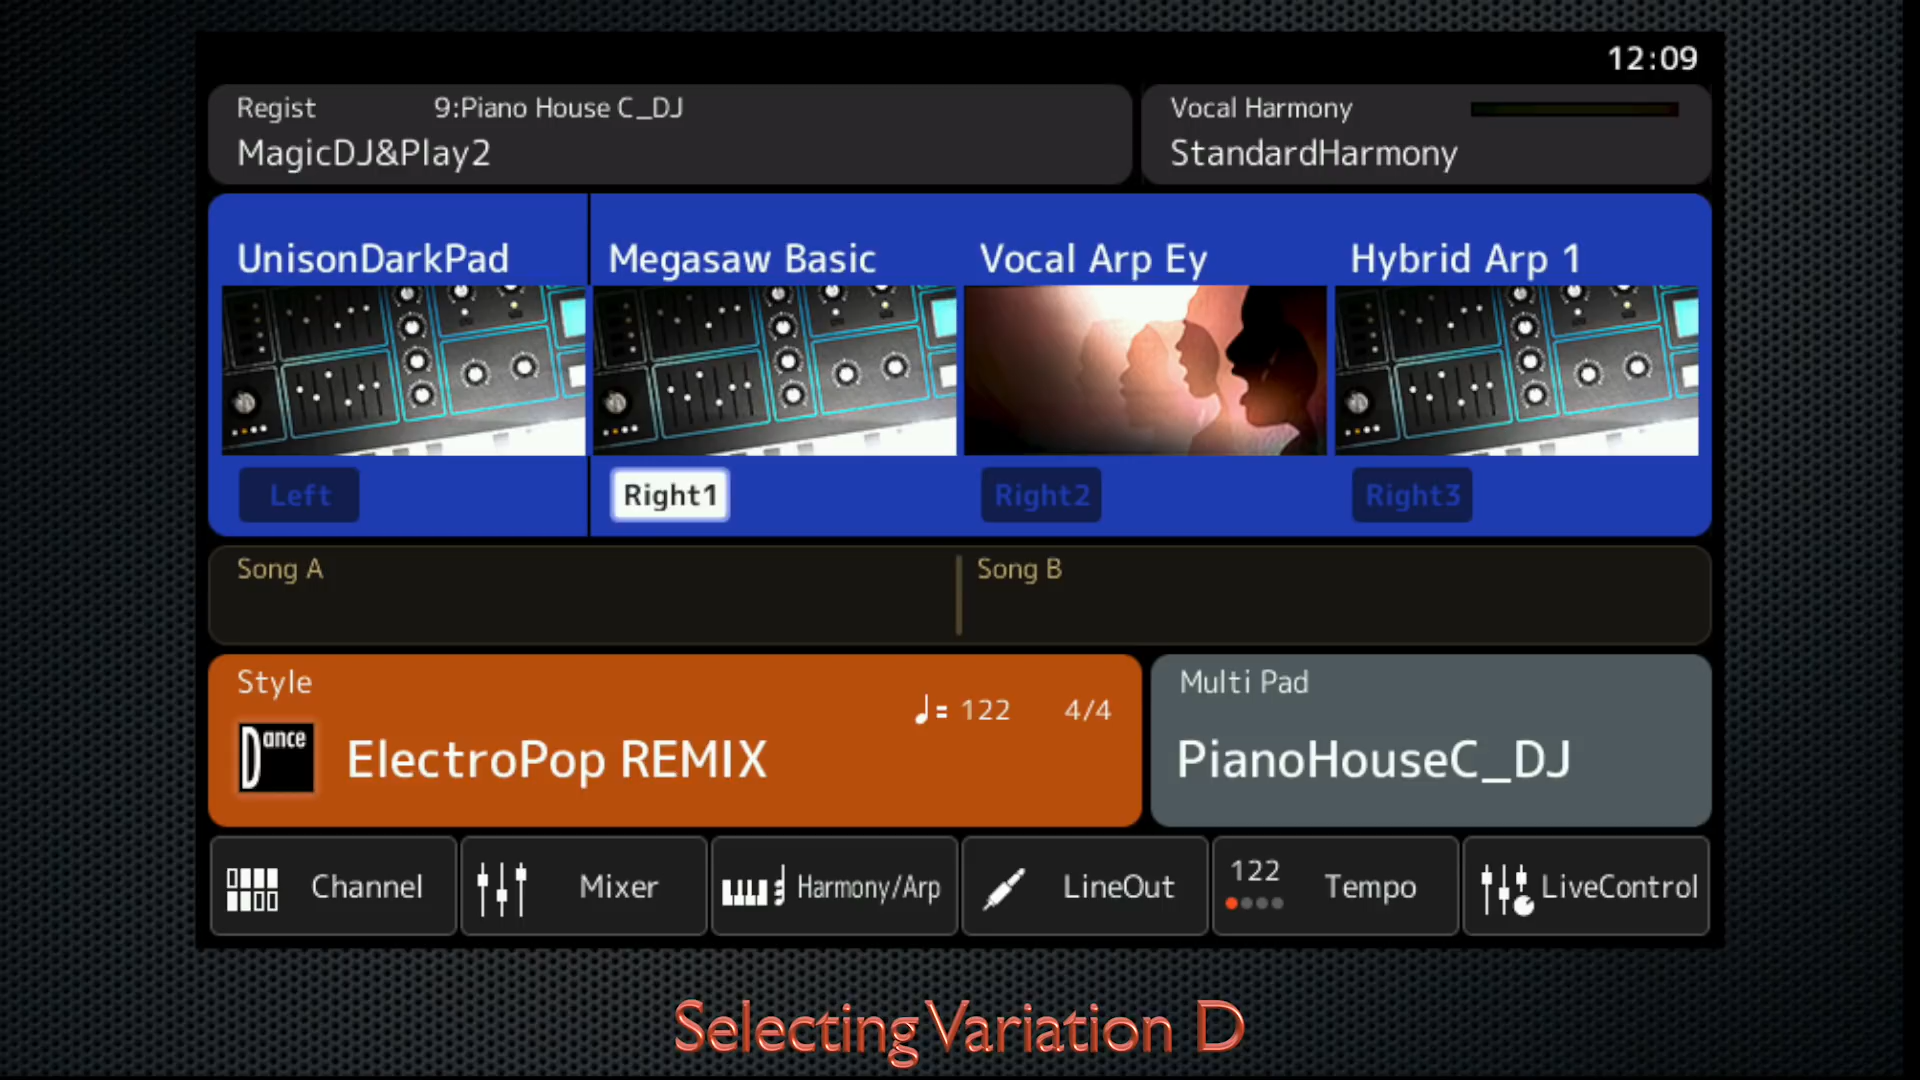 12:09
Regist 9:Piano House C_DJ
MagicDJ&Play2
Vocal Harmony
StandardHarmony
UnisonDarkPad
Megasaw Basic
Vocal Arp Ey
Hybrid Arp 1
Left
Right1
Right2
Right3
Song A
Song B
Style
♩= 122 4/4
Dance
ElectroPop REMIX
Multi Pad
PianoHouseC_DJ
Channel
Mixer
Harmony/Arp
LineOut
122
Tempo
LiveControl
Selecting Variation D